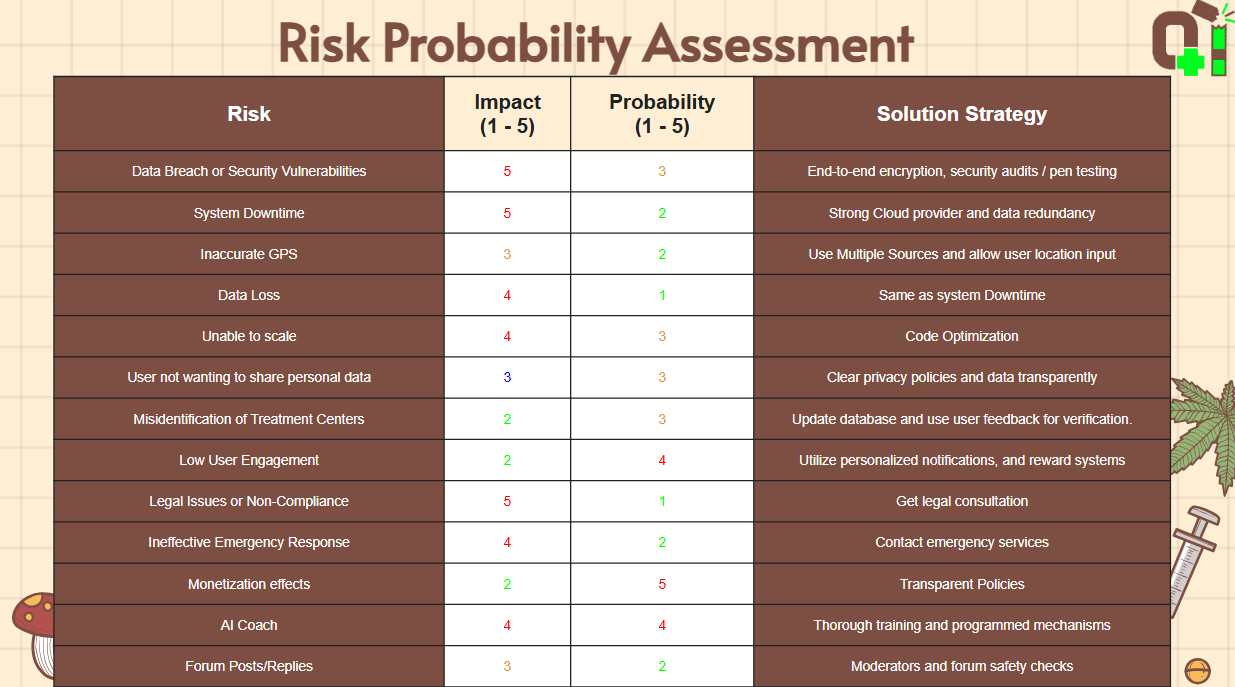 Risk Probability Assessment
Risk Impact (1 - 5) Probability (1 - 5) Solution Strategy
Data Breach or Security Vulnerabilities 5 3 End-to-end encryption, security audits / pen testing
System Downtime 5 2 Strong Cloud provider and data redundancy
Inaccurate GPS 3 2 Use Multiple Sources and allow user location input
Data Loss 4 1 Same as system Downtime
Unable to scale 4 3 Code Optimization
User not wanting to share personal data 3 3 Clear privacy policies and data transparently
Misidentification of Treatment Centers 2 3 Update database and use user feedback for verification.
Low User Engagement 2 4 Utilize personalized notifications, and reward systems
Legal Issues or Non-Compliance 5 1 Get legal consultation
Ineffective Emergency Response 4 2 Contact emergency services
Monetization effects 2 5 Transparent Policies
AI Coach 4 4 Thorough training and programmed mechanisms
Forum Posts/Replies 3 2 Moderators and forum safety checks